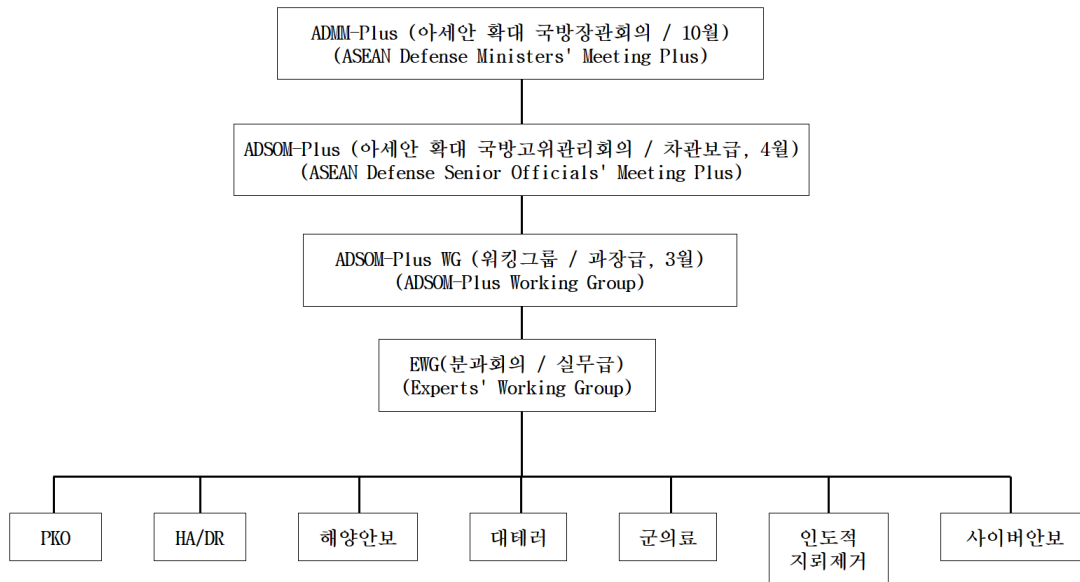 ADMM-Plus (아세안 확대 국방장관회의 / 10월)
(ASEAN Defense Ministers' Meeting Plus)
ADSOM-Plus (아세안 확대 국방고위관리회의 / 차관보급, 4월)
(ASEAN Defense Senior Officials' Meeting Plus)
ADSOM-Plus WG (워킹그룹 / 과장급, 3월)
(ADSOM-Plus Working Group)
EWG(분과회의 / 실무급)
(Experts' Working Group)
PKO
HA/DR
해양안보
대테러
군의료
인도적
지뢰제거
사이버안보